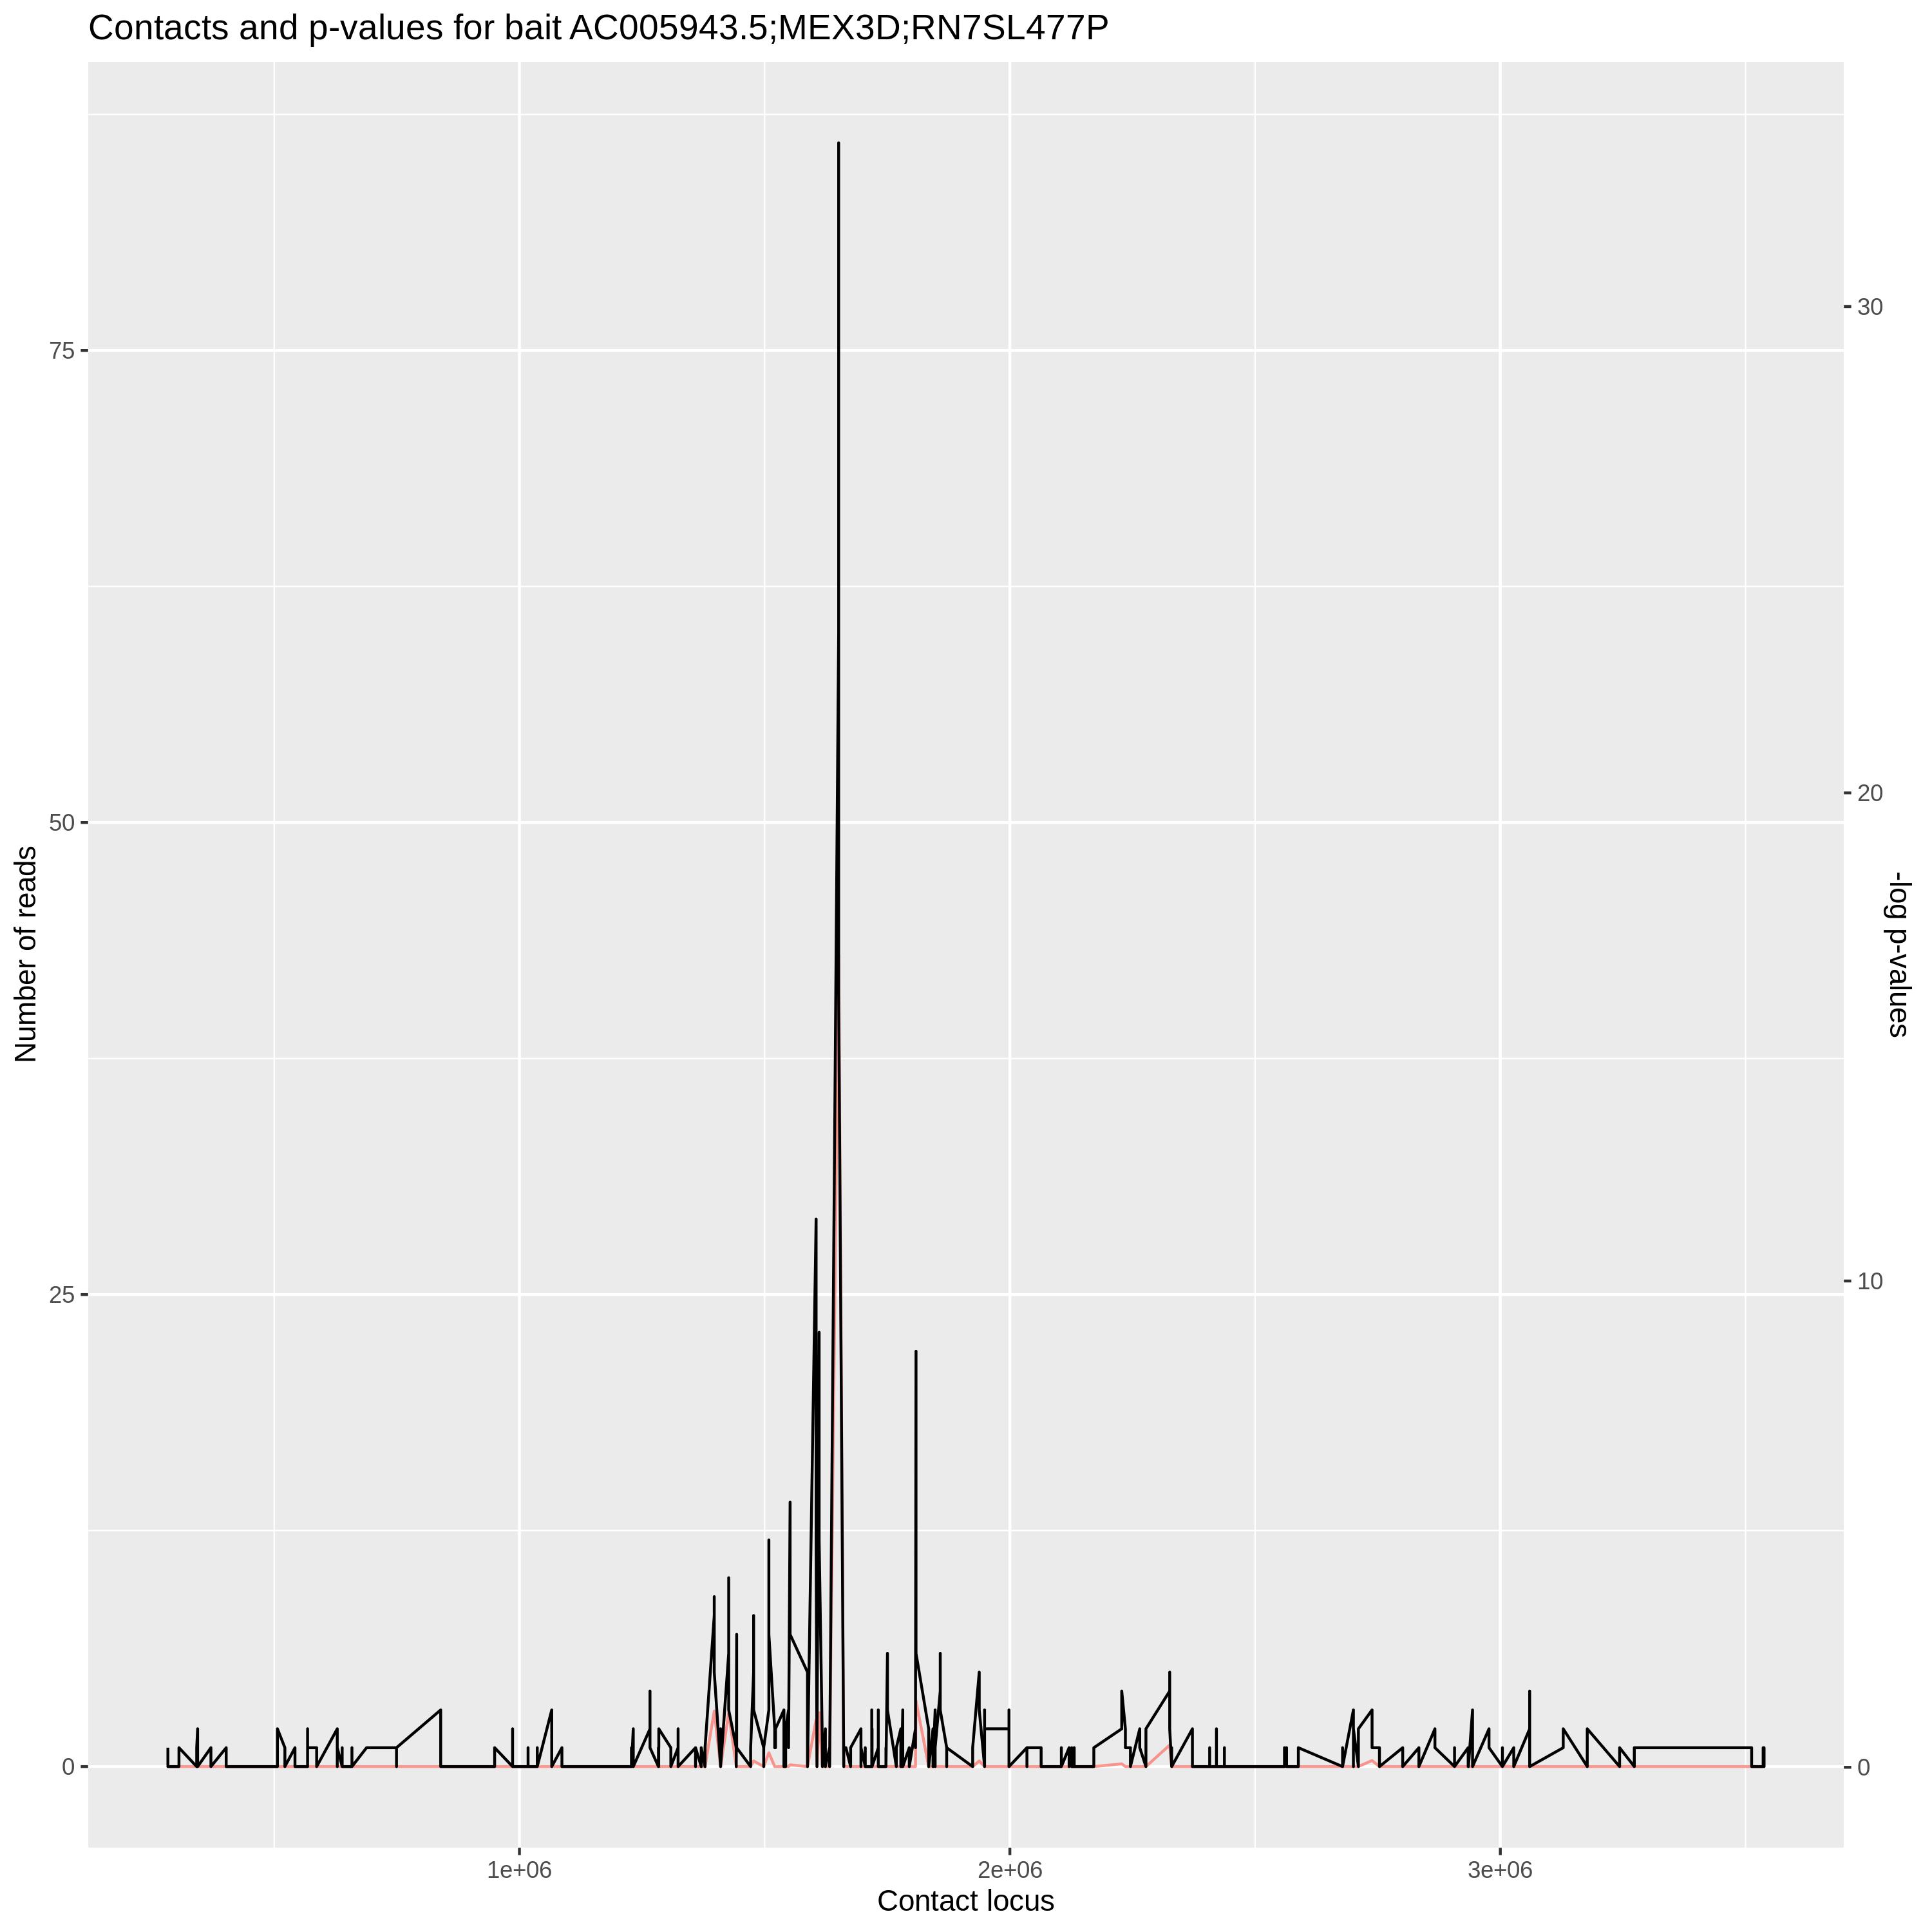 Contacts and p-values for bait AC005943.5;MEX3D;RN7SL477P
75
50
25
0
30
20
10
0
Number of reads
-log p-values
1e+06
2e+06
3e+06
Contact locus